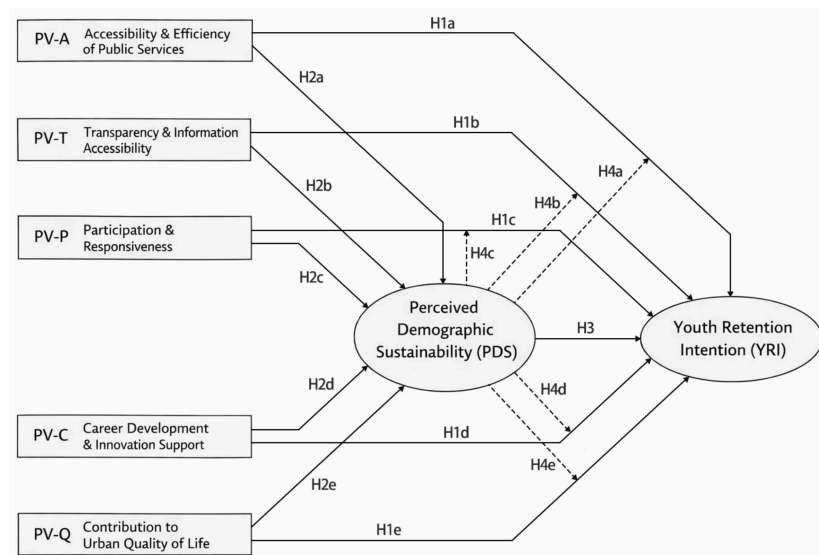 H1a
PV-A Accessibility & Efficiency
of Public Services
H2a
PV-T Transparency & Information
Accessibility
H1b
H4a
H2b
H4b
PV-P Participation &
Responsiveness
H1c
H4c
H2c
Perceived
Demographic
Sustainability (PDS)
H3
Youth Retention
Intention (YRI)
H2d
H4d
PV-C Career Development
& Innovation Support
H1d
H4e
H2e
PV-Q Contribution to
Urban Quality of Life
H1e